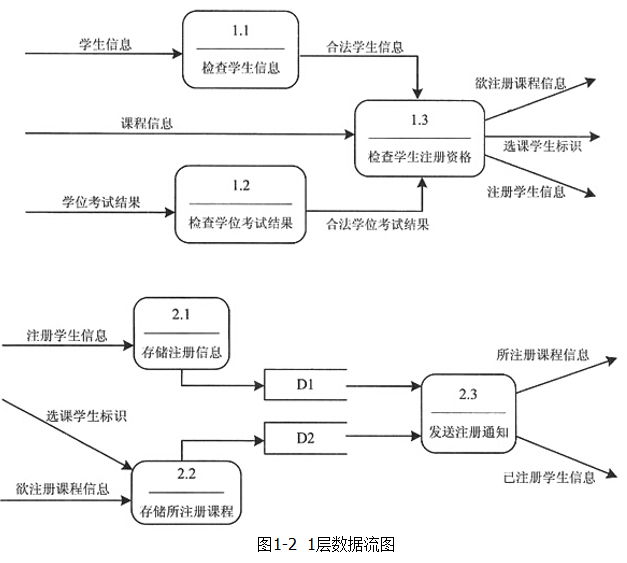 1.1
学生信息
合法学生信息
检查学生信息
欲注册课程信息
1.3
课程信息
选课学生标识
检查学生注册资格
1.2
注册学生信息
学位考试结果
检查学位考试结果
合法学位考试结果
2.1
注册学生信息
存储注册信息
所注册课程信息
D1
2.3
选课学生标识
D2
发送注册通知
2.2
已注册学生信息
欲注册课程信息
存储所注册课程
图1-2 1层数据流图